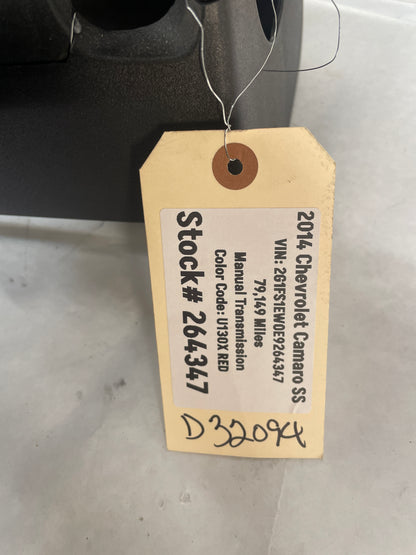 2014 Chevrolet Camaro SS
VIN: 2G1FS1EW0E9264347
79,149 Miles
Manual Transmission
Color Code: U130X RED
Stock# 264347
D32094